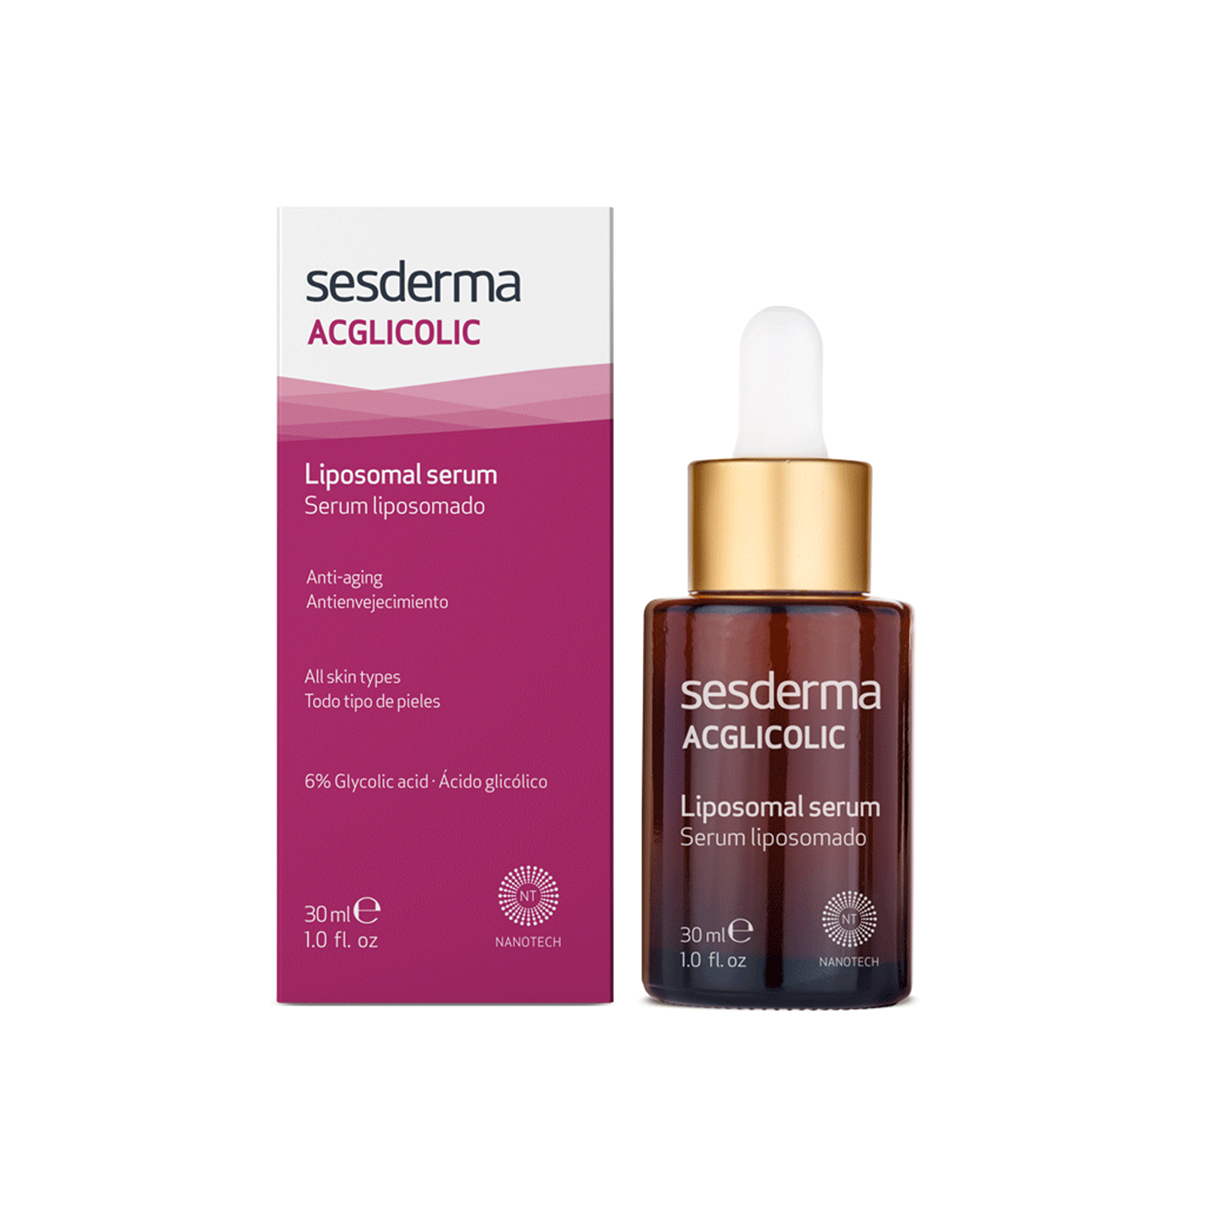 sesderma
ACGLICOLIC
Liposomal serum
Serum liposomado
Anti-aging
Antienvejecimiento
All skin types
Todo tipo de pieles
6% Glycolic acid · Ácido glicólico
30 ml ℮
1.0 fl. oz
NT
NANOTECH
sesderma
ACGLICOLIC
Liposomal serum
Serum liposomado
30 ml ℮
1.0 fl. oz
NT
NANOTECH